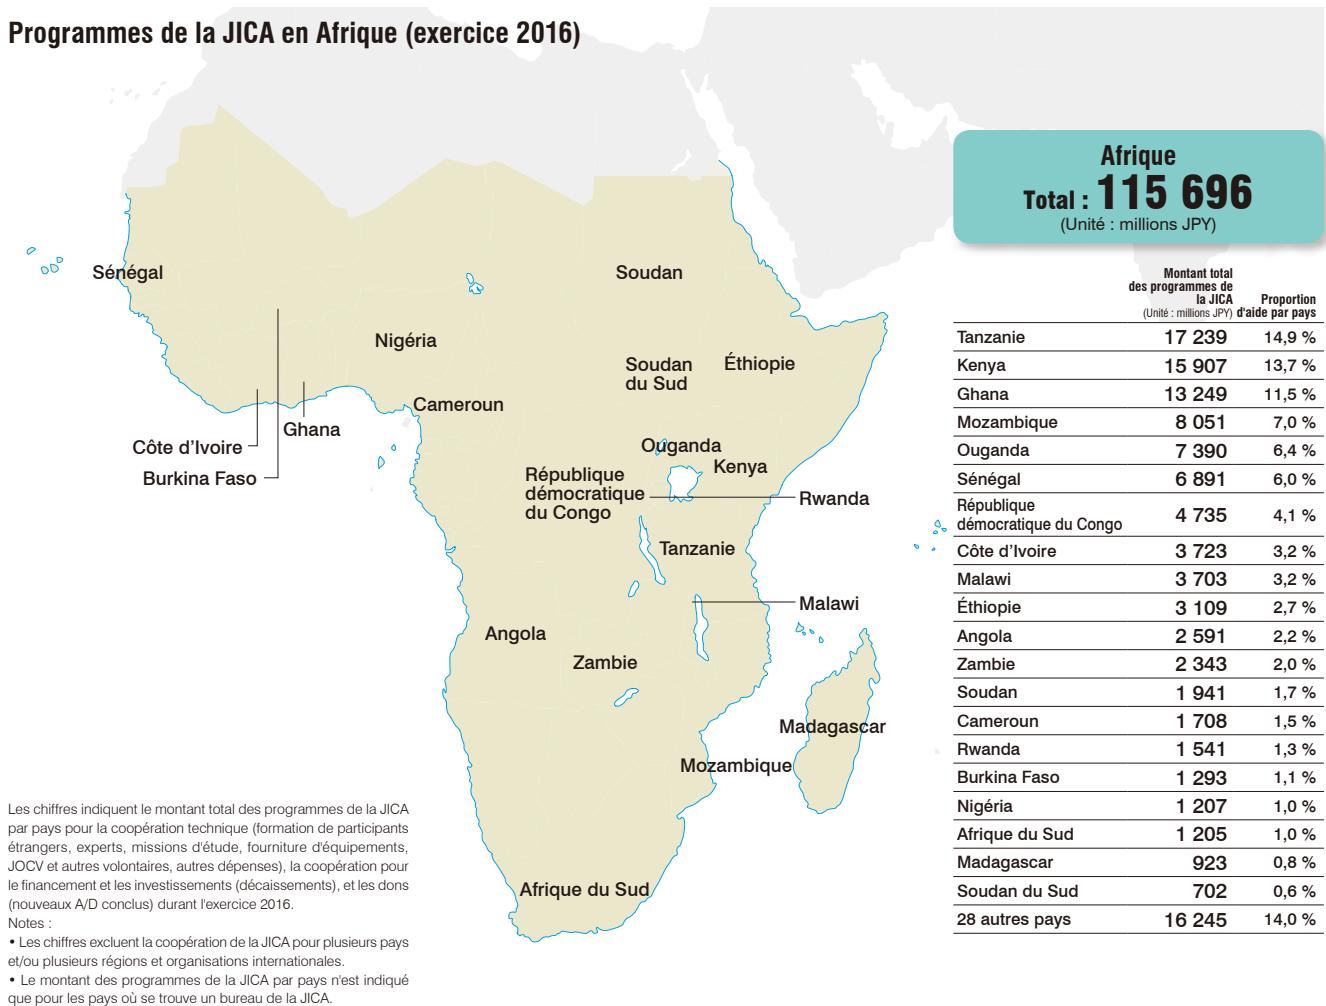 Programmes de la JICA en Afrique (exercice 2016)
Afrique
Total : 115 696
(Unité : millions JPY)
Sénégal
Soudan
Nigéria
Soudan
du Sud
Éthiopie
Cameroun
Ghana
Côte d’Ivoire
Burkina Faso
Ouganda
Kenya
République
démocratique
du Congo
Rwanda
Tanzanie
Malawi
Angola
Zambie
Madagascar
Mozambique
Afrique du Sud
Montant total
des programmes de
la JICA
(Unité : millions JPY)
Proportion
d'aide par pays
Tanzanie 17 239 14,9 %
Kenya 15 907 13,7 %
Ghana 13 249 11,5 %
Mozambique 8 051 7,0 %
Ouganda 7 390 6,4 %
Sénégal 6 891 6,0 %
République
démocratique du Congo 4 735 4,1 %
Côte d’Ivoire 3 723 3,2 %
Malawi 3 703 3,2 %
Éthiopie 3 109 2,7 %
Angola 2 591 2,2 %
Zambie 2 343 2,0 %
Soudan 1 941 1,7 %
Cameroun 1 708 1,5 %
Rwanda 1 541 1,3 %
Burkina Faso 1 293 1,1 %
Nigéria 1 207 1,0 %
Afrique du Sud 1 205 1,0 %
Madagascar 923 0,8 %
Soudan du Sud 702 0,6 %
28 autres pays 16 245 14,0 %
Les chiffres indiquent le montant total des programmes de la JICA
par pays pour la coopération technique (formation de participants
étrangers, experts, missions d'étude, fourniture d'équipements,
JOCV et autres volontaires, autres dépenses), la coopération pour
le financement et les investissements (décaissements), et les dons
(nouveaux A/D conclus) durant l'exercice 2016.
Notes :
• Les chiffres excluent la coopération de la JICA pour plusieurs pays
et/ou plusieurs régions et organisations internationales.
• Le montant des programmes de la JICA par pays n'est indiqué
que pour les pays où se trouve un bureau de la JICA.